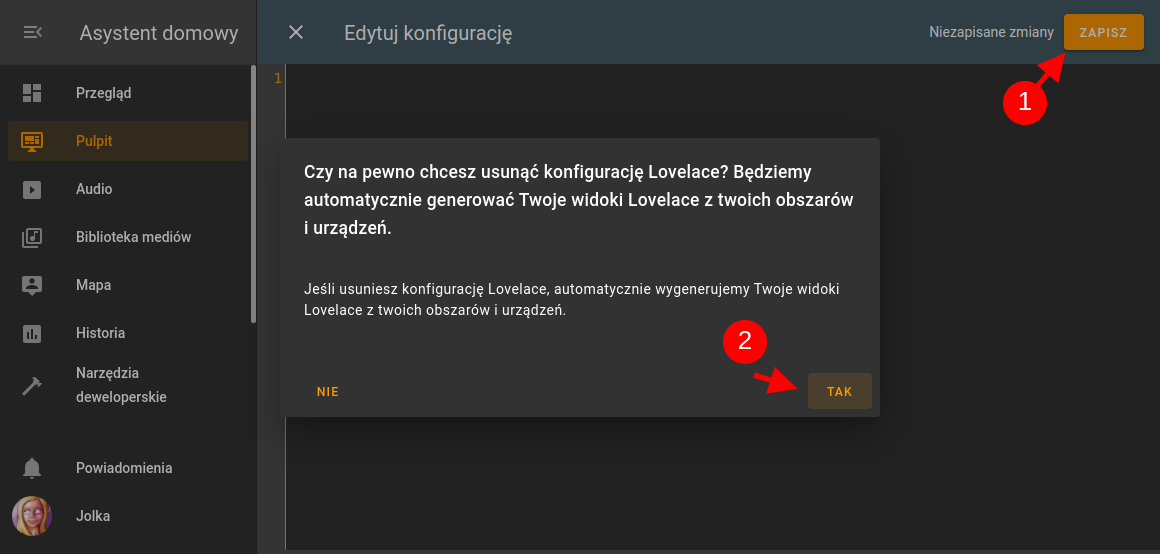 Asystent domowy
Edytuj konfigurację
Niezapisane zmiany
ZAPISZ
1
1
Przegląd
Pulpit
Audio
Biblioteka mediów
Mapa
Historia
Narzędzia
deweloperskie
Powiadomienia
Jolka
Czy na pewno chcesz usunąć konfigurację Lovelace? Będziemy
automatycznie generować Twoje widoki Lovelace z twoich obszarów
i urządzeń.
Jeśli usuniesz konfigurację Lovelace, automatycznie wygenerujemy Twoje widoki
Lovelace z twoich obszarów i urządzeń.
2
NIE
TAK